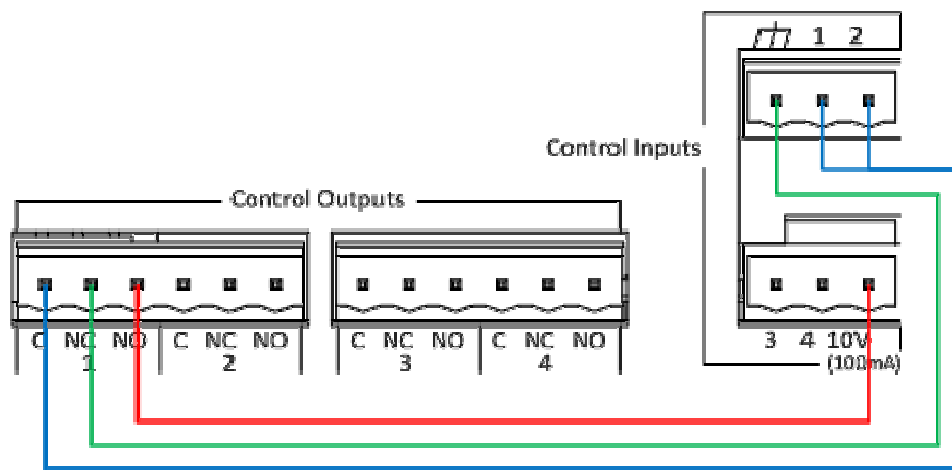 1 2
Control Inputs
Control Outputs
C NC NO C NC NO C NC NO C NC NO
1 2 3 4
3 4 10V
(100mA)